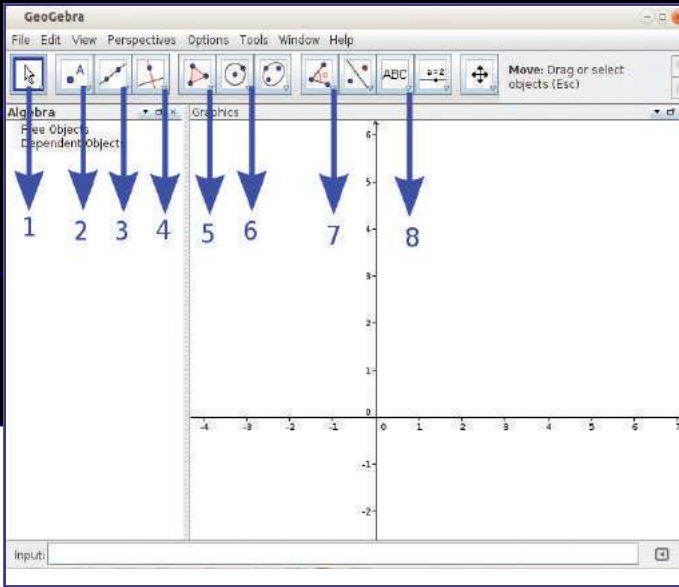 GeoGebra
File Edit View Perspectives Options Tools Window Help
A
ABC
a=2
Move: Drag or select
objects (Esc)
Algebra
Graphics
Free Objects
Dependent Objects
1 2 3 4 5 6 7 8
6
5
4
3
2
1
0
-4 -3 -2 -1 0 1 2 3 4 5 6 7
-1
-2
Input: